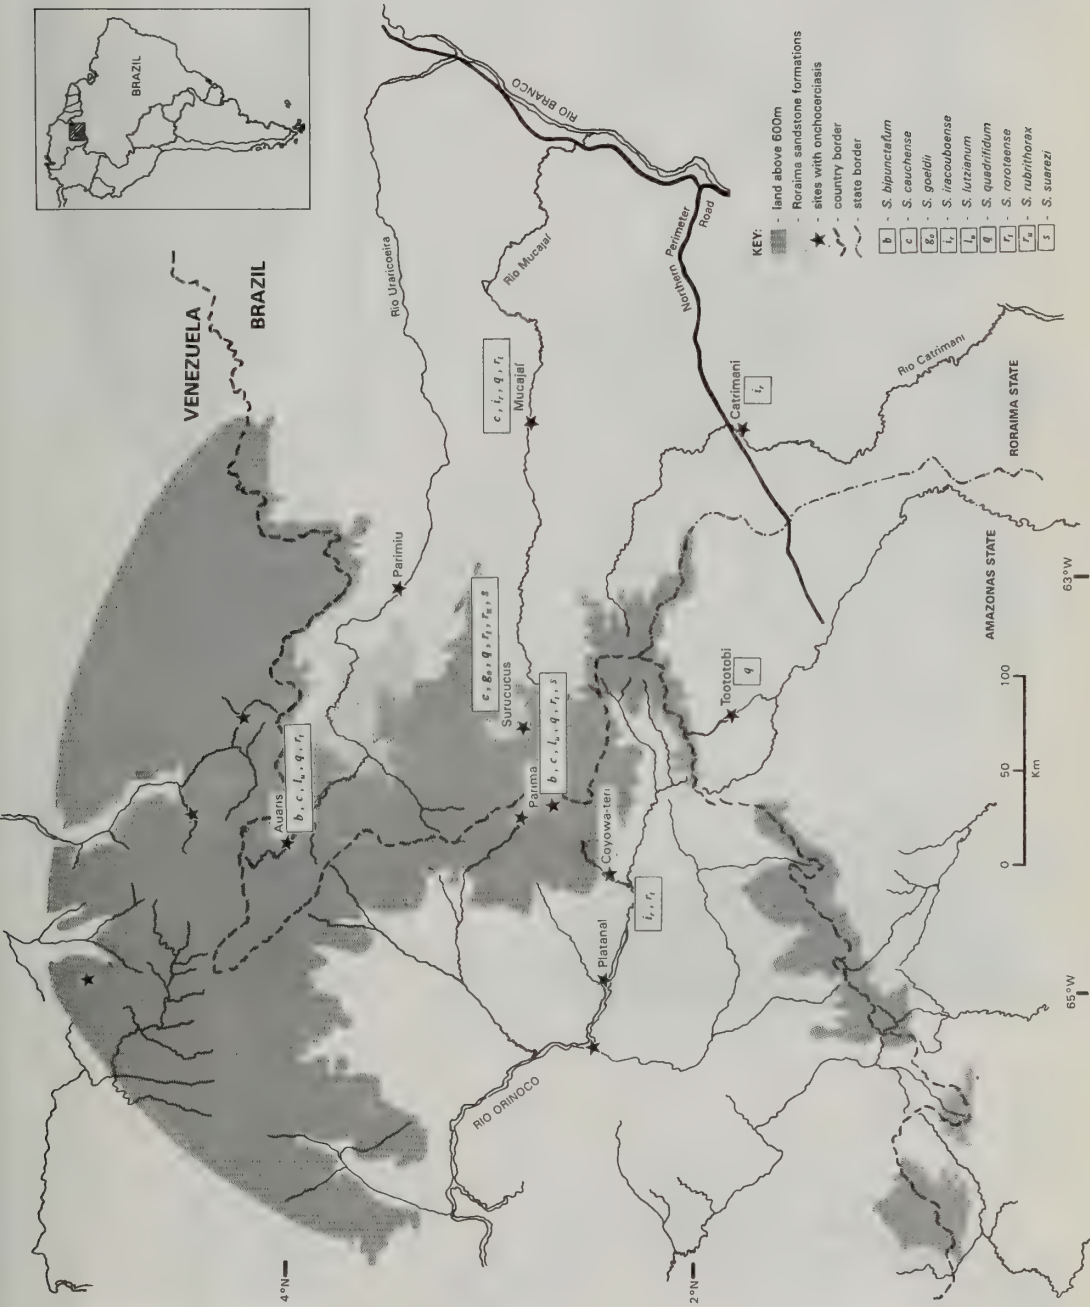 BRAZIL
VENEZUELA
BRAZIL
RIO BRANCO
Rio Uraricoeira
Rio Mucajaí
Northern Perimeter
Road
c, i, q, r
Mucajaí
Catrimani
i
Rio Catrimani
RORAIMA STATE
AMAZONAS STATE
Parimiu
c, g, q, r, r, s
Surucucus
b, c, l, q, r, s
Parima
Auaris
b, c, l, q, r
Coyowa-teri
i, r
Platanal
Toototobi
q
RIO ORINOCO
KEY:
- land above 600m
- Roraima sandstone formations
- sites with onchocerciasis
- country border
- state border
b - S. bipunctatum
c - S. cauchense
g - S. goeldii
i - S. iracouboense
l - S. lutzianum
q - S. quadrifidum
r - S. rorotaense
r - S. rubrithorax
s - S. suarezi
0 50 100
Km
4°N
2°N
65°W
63°W